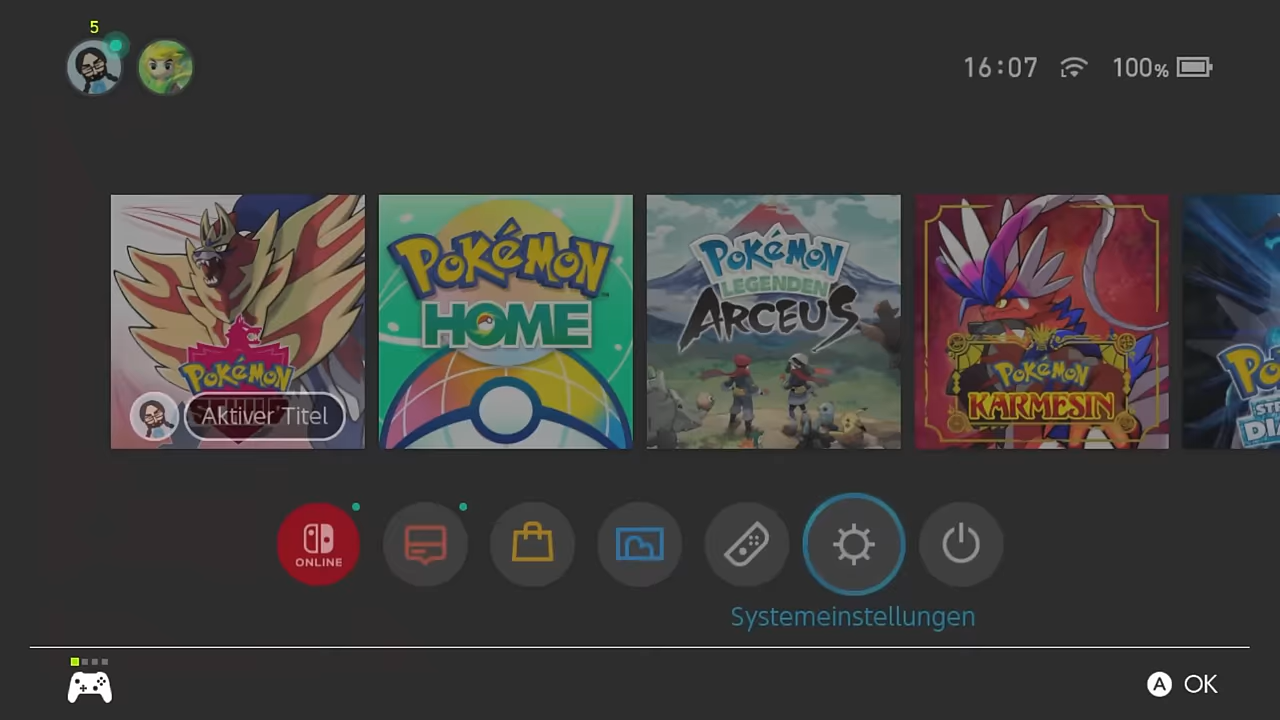 5
16:07 100%
POKÉMON
POKÉMON
HOME
POKÉMON
LEGENDEN
ARCEUS
POKÉMON
KARMESIN
Aktiver Titel
ONLINE
Systemeinstellungen
A OK